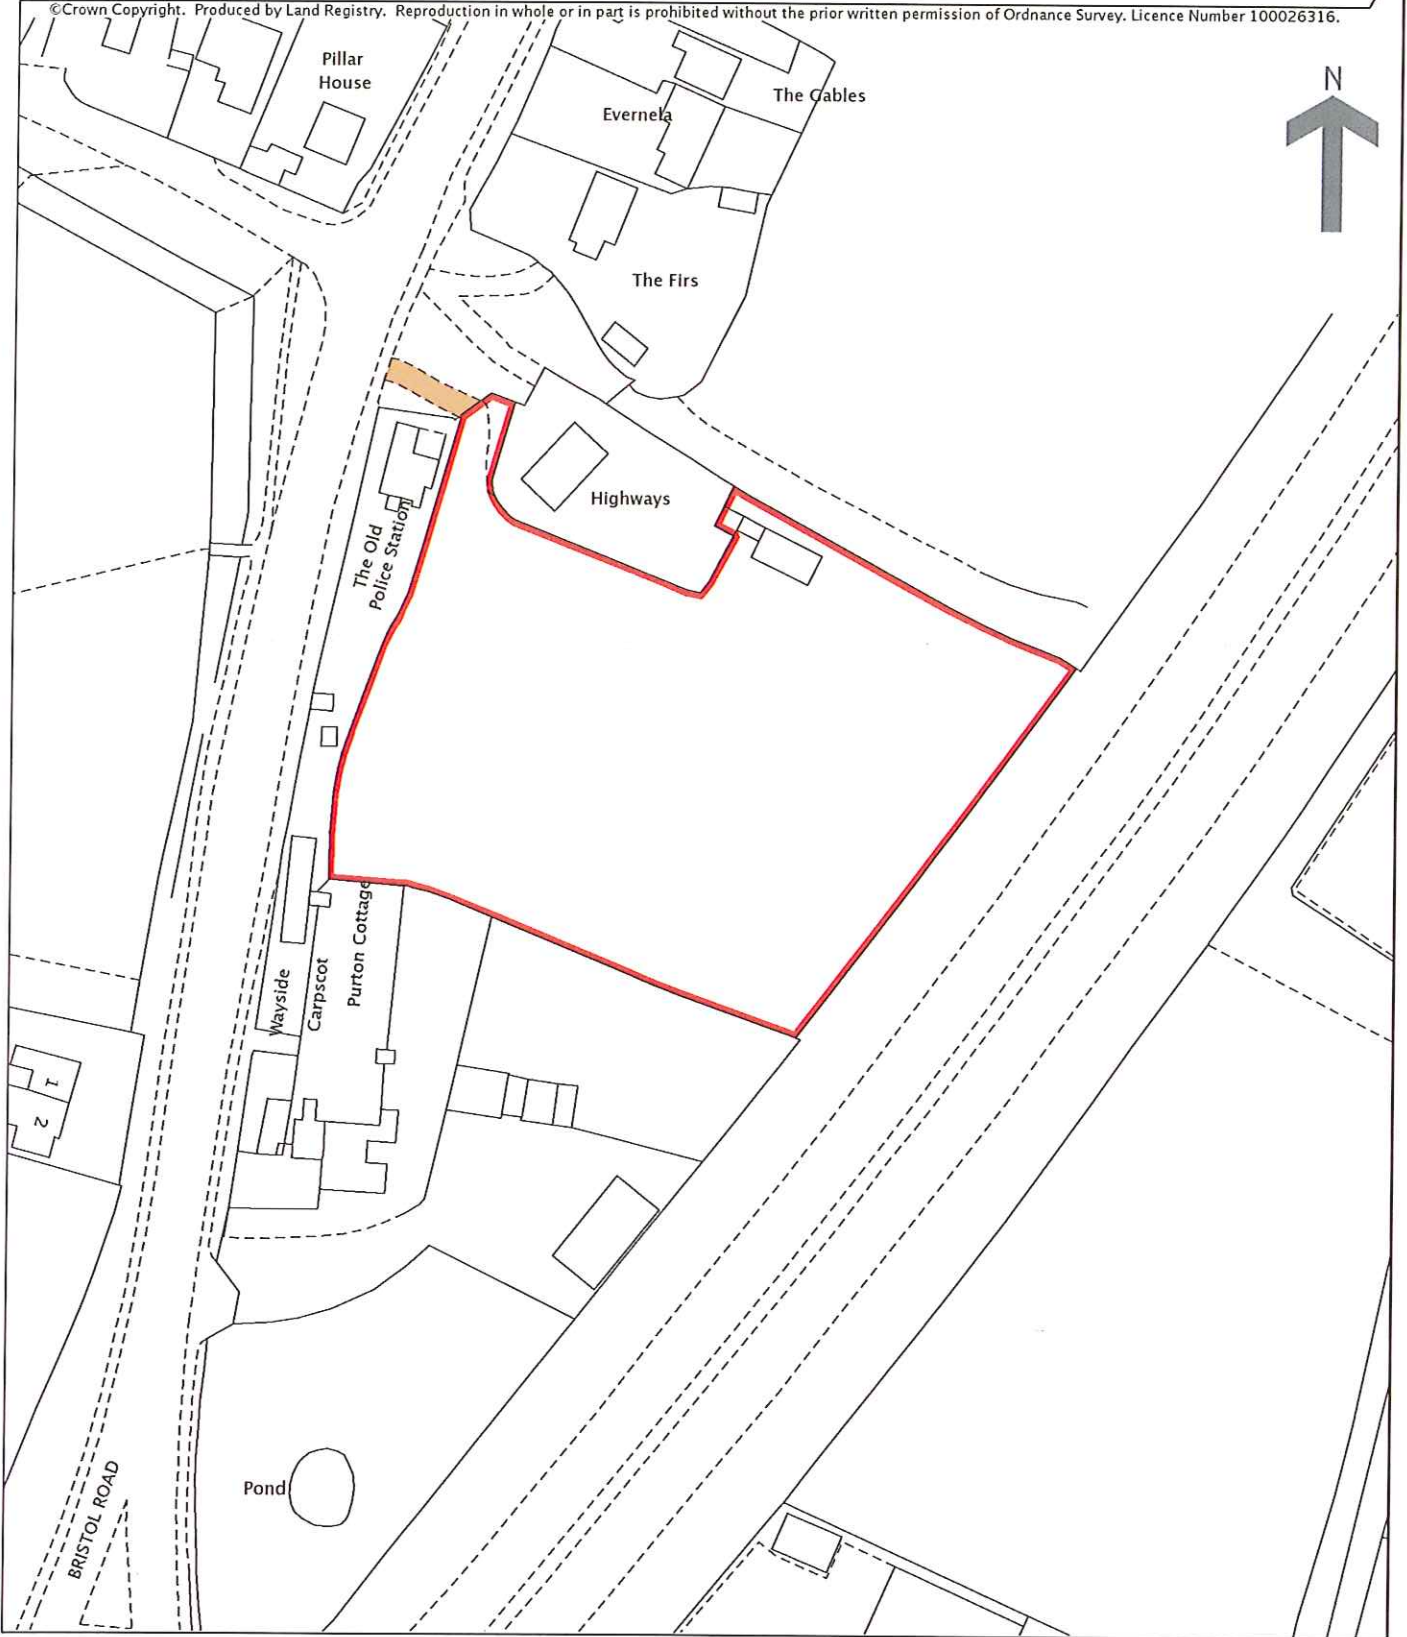 ©Crown Copyright. Produced by Land Registry. Reproduction in whole or in part is prohibited without the prior written permission of Ordnance Survey. Licence Number 100026316.
N
Pillar
House
The Gables
Evernela
The Firs
Highways
The Old
Police Station
Wayside
Carpscot
Purton Cottage
1
2
Pond
BRISTOL ROAD